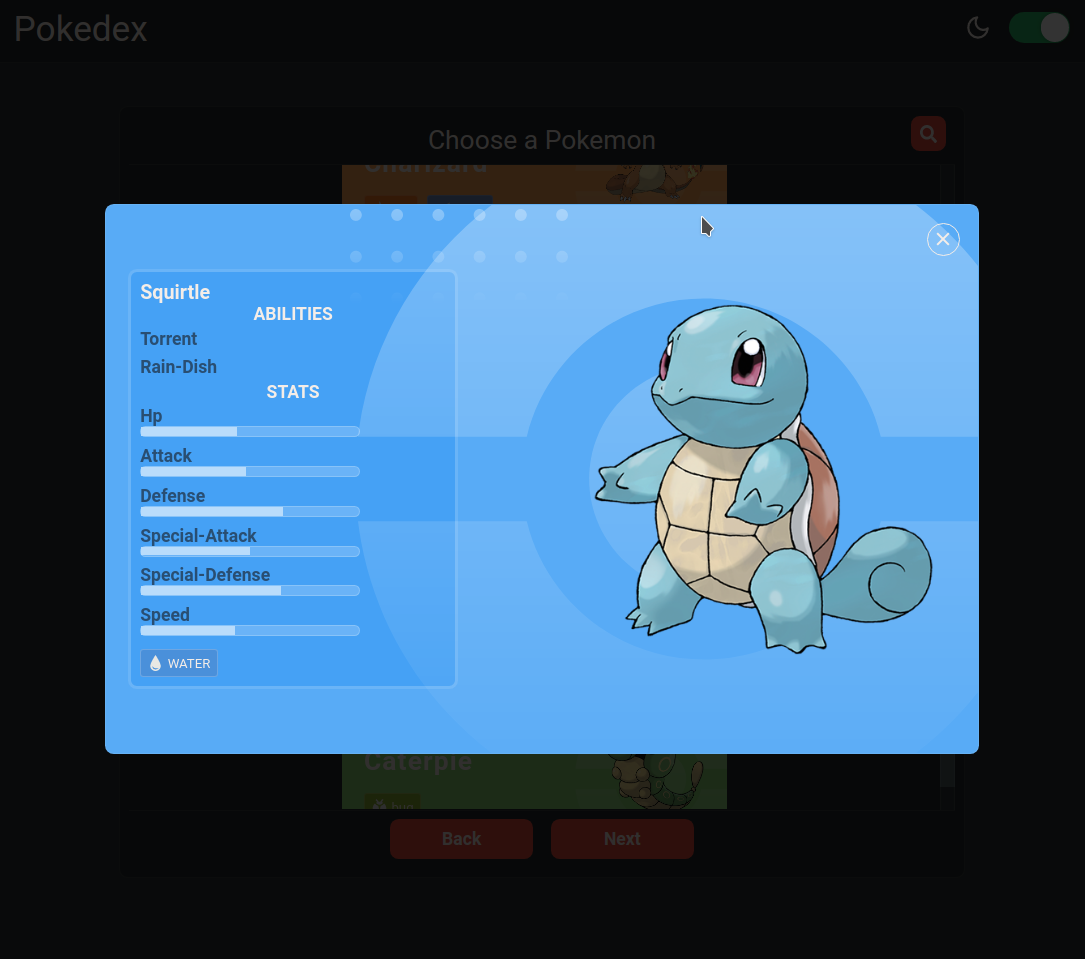 Pokedex
Choose a Pokemon
Charizard
Squirtle
ABILITIES
Torrent
Rain-Dish
STATS
Hp
Attack
Defense
Special-Attack
Special-Defense
Speed
WATER
Caterpie
bug
Back
Next